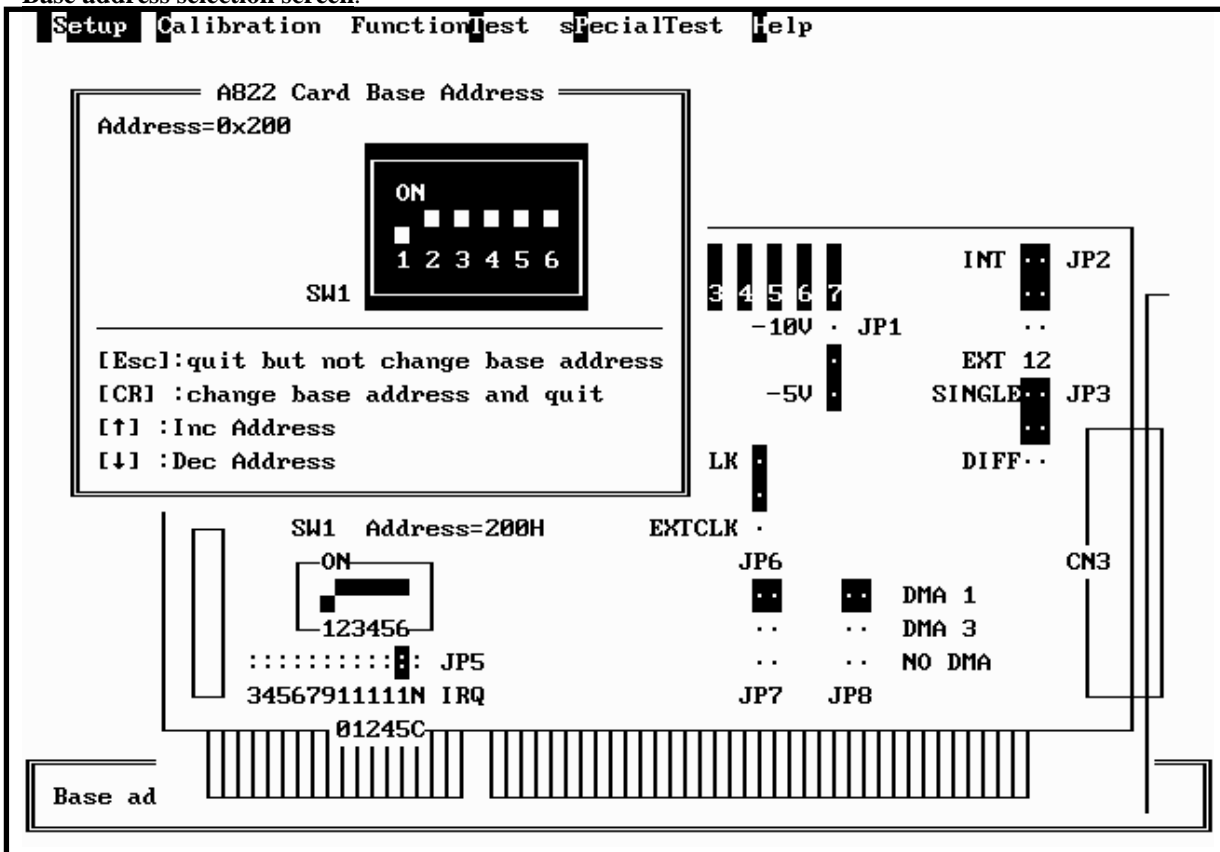 Base address selection screen.
Setup Calibration FunctionTest sPecialTest Help
A822 Card Base Address
Address=0x200
ON
1 2 3 4 5 6
SW1
[Esc]:quit but not change base address
[CR] :change base address and quit
[↑] :Inc Address
[↓] :Dec Address
3 4 5 6 7
INT JP2
-10V JP1
EXT 12
-5V
SINGLE JP3
LK
DIFF
SW1 Address=200H
EXTCLK
ON
JP6
CN3
DMA 1
123456
DMA 3
JP5
NO DMA
34567911111N IRQ
JP7 JP8
01245C
Base ad